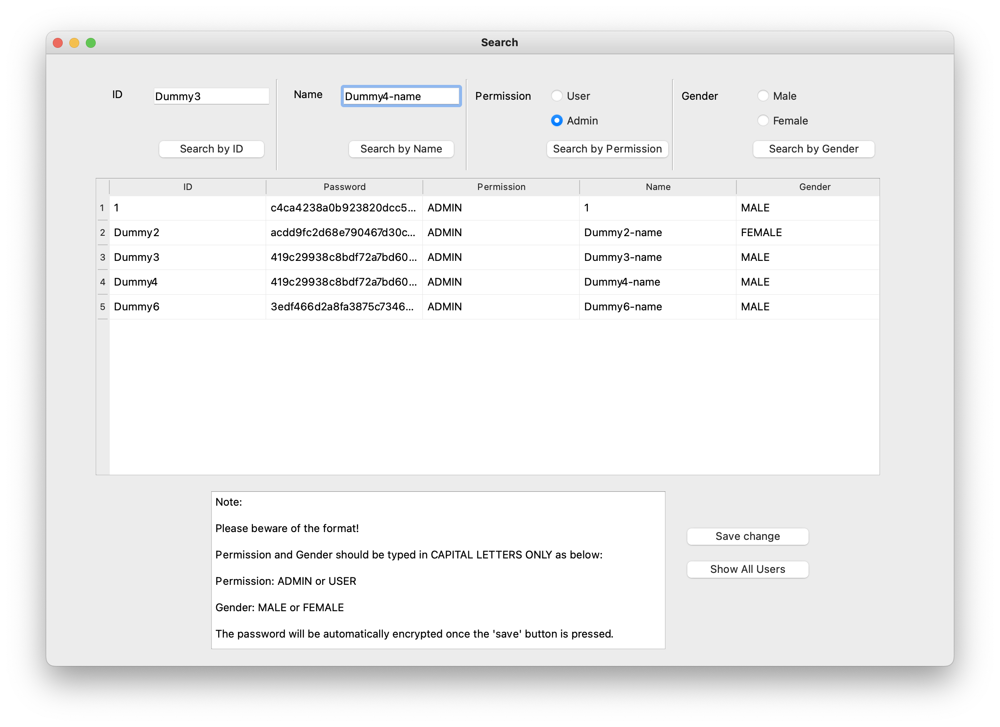 Search
ID Dummy3 Name Dummy4-name Permission User Gender Male
Admin Female
Search by ID Search by Name Search by Permission Search by Gender
ID Password Permission Name Gender
1 1 c4ca4238a0b923820dcc5... ADMIN 1 MALE
2 Dummy2 acdd9fc2d68e790467d30c... ADMIN Dummy2-name FEMALE
3 Dummy3 419c29938c8bdf72a7bd60... ADMIN Dummy3-name MALE
4 Dummy4 419c29938c8bdf72a7bd60... ADMIN Dummy4-name MALE
5 Dummy6 3edf466d2a8fa3875c7346... ADMIN Dummy6-name MALE
Note:
Please beware of the format!
Permission and Gender should be typed in CAPITAL LETTERS ONLY as below:
Permission: ADMIN or USER
Gender: MALE or FEMALE
The password will be automatically encrypted once the 'save' button is pressed.
Save change
Show All Users